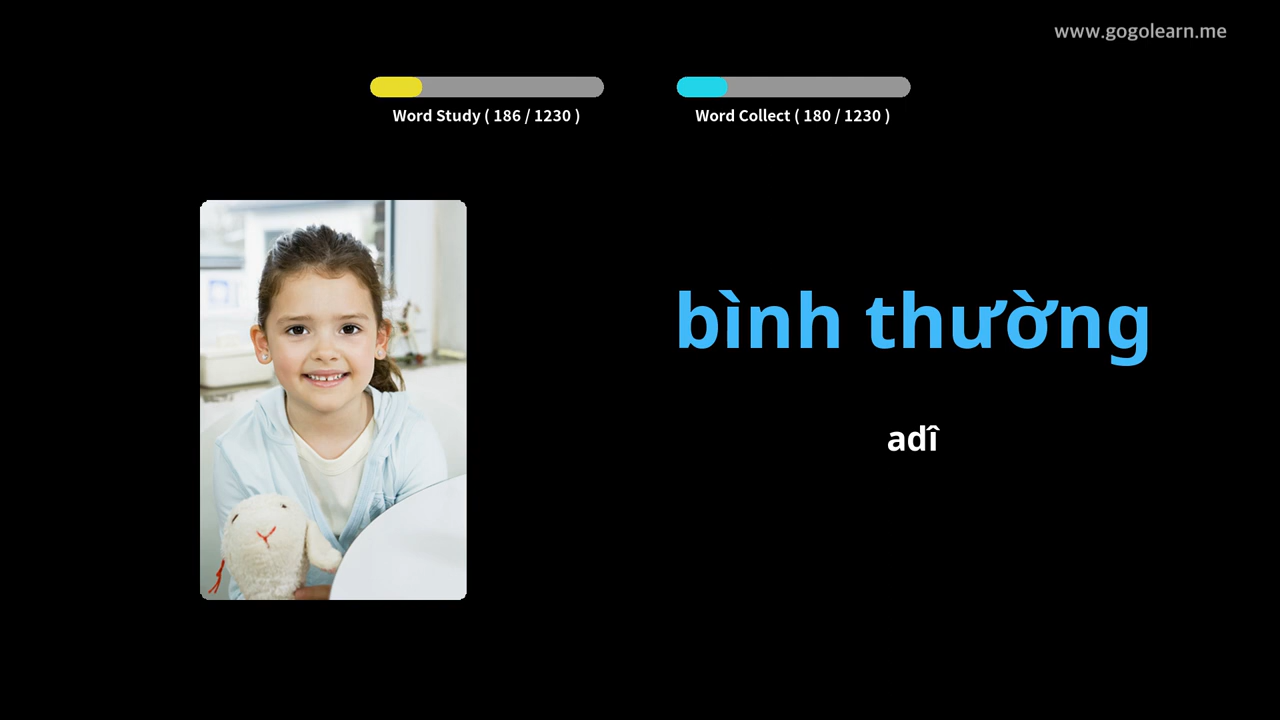 www.gogolearn.me
Word Study ( 186 / 1230 )
Word Collect ( 180 / 1230 )
bình thường
adî